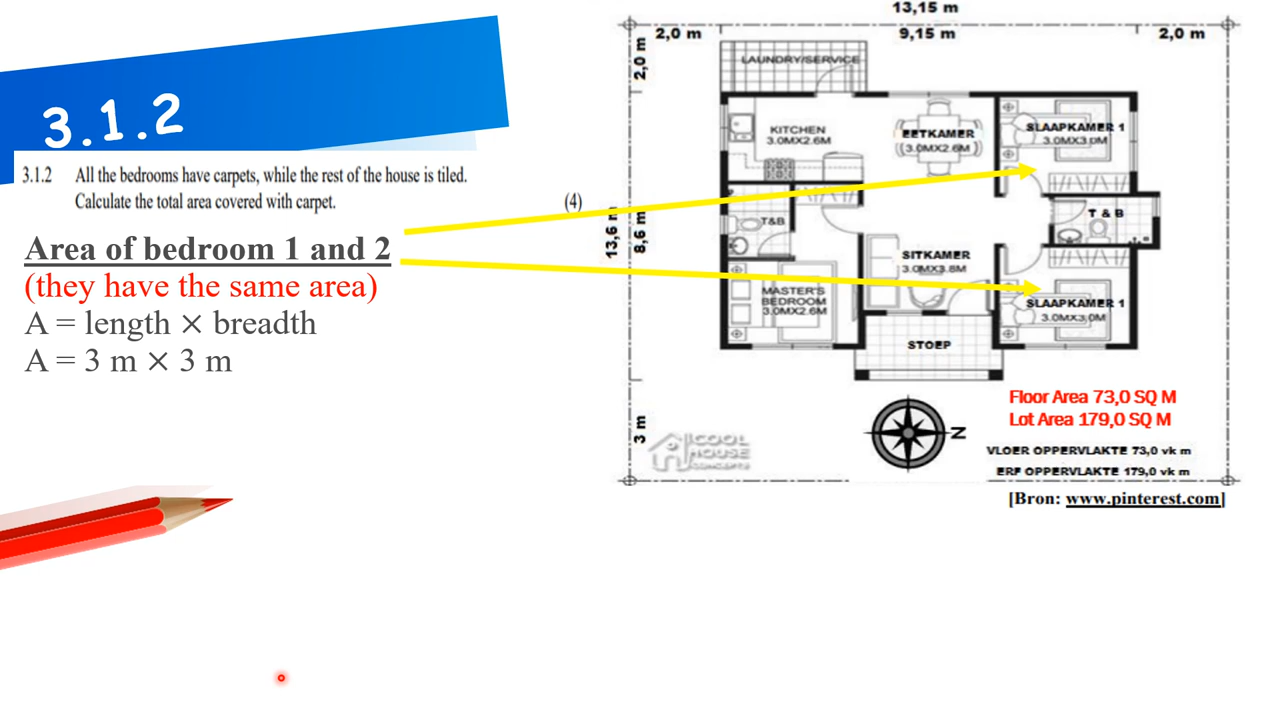 3.1.2
3.1.2 All the bedrooms have carpets, while the rest of the house is tiled.
Calculate the total area covered with carpet.
(4)
Area of bedroom 1 and 2
(they have the same area)
A = length × breadth
A = 3 m × 3 m
13,15 m
2,0 m
9,15 m
2,0 m
2,0 m
13,6 m
8,6 m
3 m
LAUNDRY/SERVICE
KITCHEN
3.0MX2.6M
EETKAMER
(3.0MX2.6M)
SLAAPKAMER 1
3.0MX3.0M
T&B
T & B
SITKAMER
3.0MX3.8M
MASTER'S
BEDROOM
3.0MX2.6M
SLAAPKAMER 1
3.0MX3.0M
STOEP
N
COOL
HOUSE
CONCEPTS
Floor Area 73,0 SQ M
Lot Area 179,0 SQ M
VLOER OPPERVLAKTE 73,0 vk m
ERF OPPERVLAKTE 179,0 vk m
[Bron: www.pinterest.com]